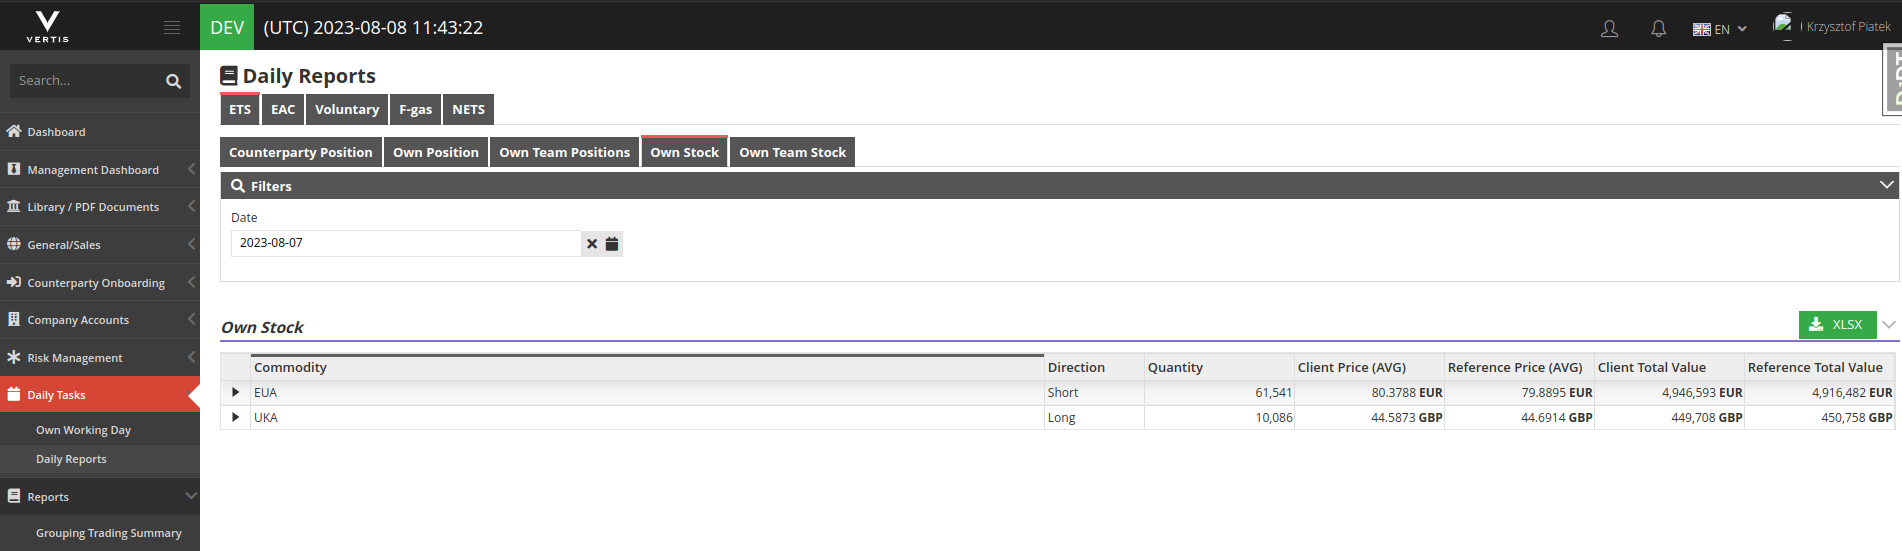 VERTIS
DEV (UTC) 2023-08-08 11:43:22
EN
Krzysztof Piatek
Search...
Dashboard
Management Dashboard
Library / PDF Documents
General/Sales
Counterparty Onboarding
Company Accounts
Risk Management
Daily Tasks
Own Working Day
Daily Reports
Reports
Grouping Trading Summary
Daily Reports
ETS EAC Voluntary F-gas NETS
Counterparty Position Own Position Own Team Positions Own Stock Own Team Stock
Filters
Date
2023-08-07
Own Stock
XLSX
Commodity Direction Quantity Client Price (AVG) Reference Price (AVG) Client Total Value Reference Total Value
EUA Short 61,541 80.3788 EUR 79.8895 EUR 4,946,593 EUR 4,916,482 EUR
UKA Long 10,086 44.5873 GBP 44.6914 GBP 449,708 GBP 450,758 GBP